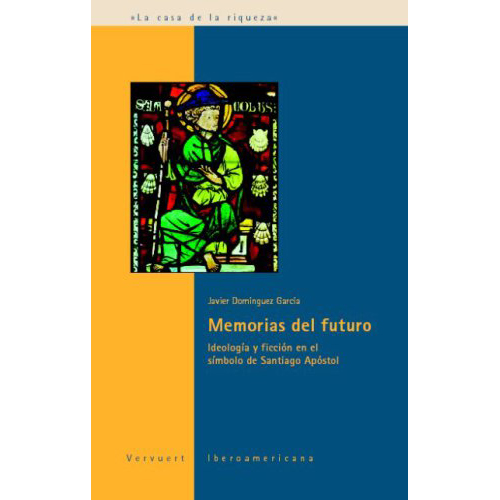 »La casa de la riqueza«
Javier Domínguez García
Memorias del futuro
Ideología y ficción en el
símbolo de Santiago Apóstol
Vervuert Iberoamericana